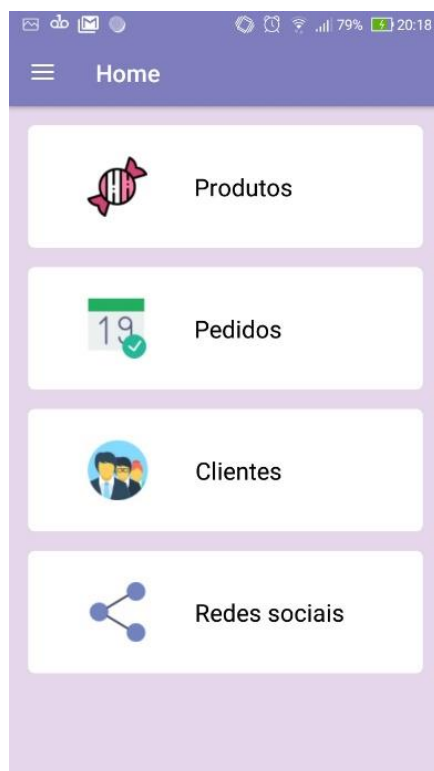 79% 20:18
Home
Produtos
19
Pedidos
Clientes
Redes sociais